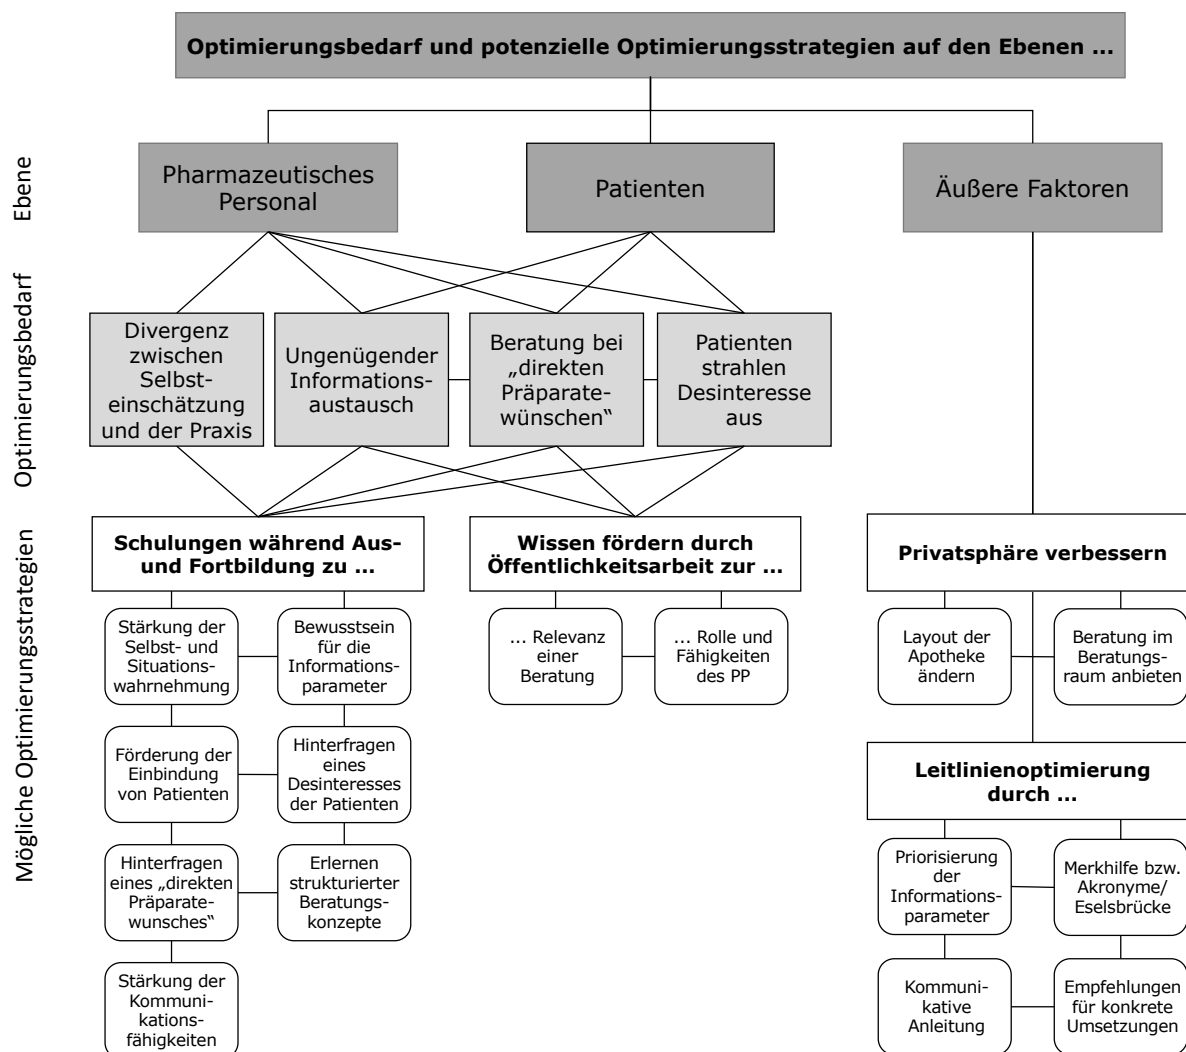 Optimierungsbedarf und potenzielle Optimierungsstrategien auf den Ebenen ...
Ebene
Pharmazeutisches
Personal
Patienten
Äußere Faktoren
Optimierungsbedarf
Divergenz
zwischen
Selbst-
einschätzung
und der Praxis
Ungenügender
Informations-
austausch
Beratung bei
„direkten
Präparate-
wünschen“
Patienten
strahlen
Desinteresse
aus
Mögliche Optimierungsstrategien
Schulungen während Aus-
und Fortbildung zu ...
Stärkung der
Selbst- und
Situations-
wahrnehmung
Bewusstsein
für die
Informations-
parameter
Förderung der
Einbindung
von Patienten
Hinterfragen
eines
Desinteresses
der Patienten
Hinterfragen
eines „direkten
Präparate-
wunsches“
Erlernen
strukturierter
Beratungs-
konzepte
Stärkung der
Kommuni-
kations-
fähigkeiten
Wissen fördern durch
Öffentlichkeitsarbeit zur ...
... Relevanz
einer
Beratung
... Rolle und
Fähigkeiten
des PP
Privatsphäre verbessern
Layout der
Apotheke
ändern
Beratung im
Beratungs-
raum anbieten
Leitlinienoptimierung
durch ...
Priorisierung
der
Informations-
parameter
Merkhilfe bzw.
Akronyme/
Eselsbrücke
Kommuni-
kative
Anleitung
Empfehlungen
für konkrete
Umsetzungen